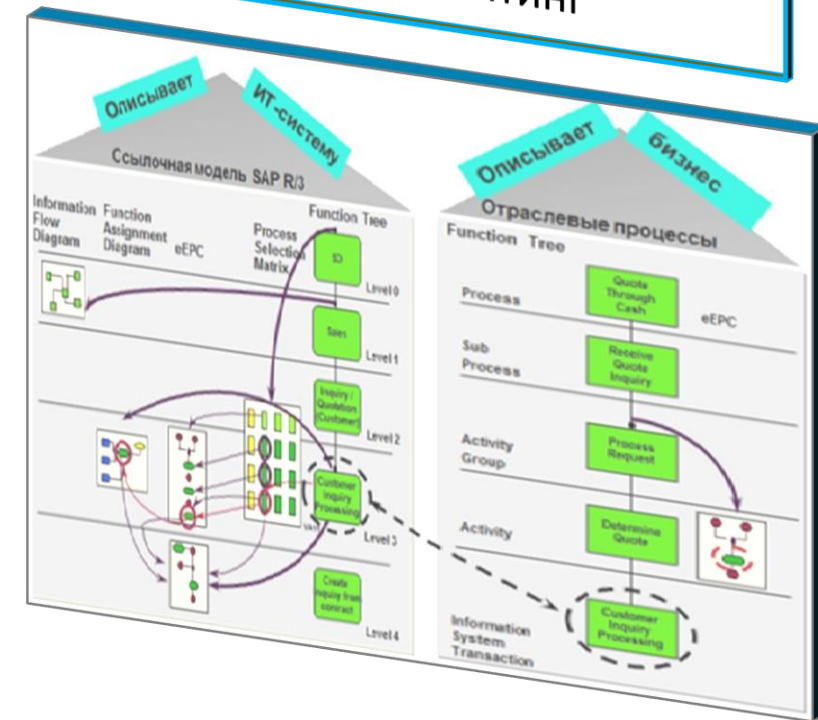 Описывает
ИТ-систему
Ссылочная модель SAP R/3
Information
Flow
Diagram
Function
Assignment
Diagram
eEPC
Process
Selection
Matrix
Function Tree
SD
Level 0
Sales
Level 1
Inquiry /
Quotation
(Customer)
Level 2
Customer
Inquiry
Processing
Level 3
Create
inquiry from
contract
Level 4
Описывает
бизнес
Отраслевые процессы
Function Tree
Process
Quote
Through
Cash
eEPC
Sub
Process
Receive
Quote
Inquiry
Activity
Group
Process
Request
Activity
Determine
Quote
Information
System
Transaction
Customer
Inquiry
Processing